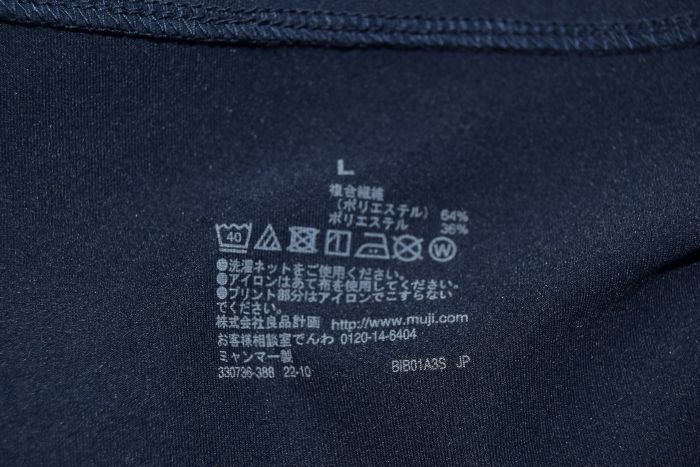 L
複合繊維
(ポリエステル) 64%
ポリエステル 36%
40 W
●洗濯ネットをご使用ください。
●アイロンはあて布を使用してください。
●プリント部分はアイロンでこすらない
でください。
株式会社良品計画 http://www.muji.com
お客様相談室でんわ 0120-14-6404
ミャンマー製
330736-388 22-10 BIB01A3S JP